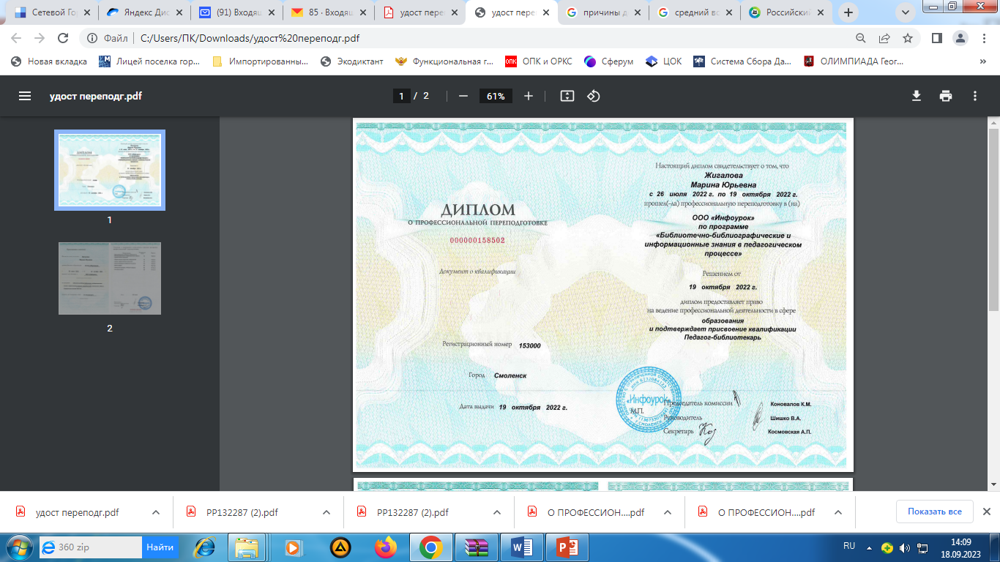 Сетевой Го
Яндекс Дис
(91) Входящ
85 · Входящ
удост пере
удост пере
причины д
средний во
Российский
Файл
C:/Users/ПК/Downloads/удост%20переподг.pdf
Новая вкладка
Лицей поселка гор...
Импортированны...
Экодиктант
Функциональная г...
ОПК и ОРКС
Сферум
ЦОК
Система Сбора Да...
ОЛИМПИАДА Геог...
»
удост переподг.pdf
1 / 2
61%
1
2
ДИПЛОМ
О ПРОФЕССИОНАЛЬНОЙ ПЕРЕПОДГОТОВКЕ
000000158502
Документ о квалификации
Регистрационный номер 153000
Город Смоленск
Дата выдачи 19 октября 2022 г.
Настоящий диплом свидетельствует о том, что
Жигалова
Марина Юрьевна
с 26 июля 2022 г. по 19 октября 2022 г.
прошел(-ла) профессиональную переподготовку в (на)
ООО «Инфоурок»
по программе
«Библиотечно-библиографические и
информационные знания в педагогическом
процессе»
Решением от
19 октября 2022 г.
диплом предоставляет право
на ведение профессиональной деятельности в сфере
образования
и подтверждает присвоение квалификации
Педагог-библиотекарь
«Инфоурок»
М.П.
Председатель комиссии Коновалов К.М.
Руководитель Шишко В.А.
Секретарь Космовская А.П.
удост переподг.pdf
PP132287 (2).pdf
PP132287 (2).pdf
О ПРОФЕССИОН....pdf
О ПРОФЕССИОН....pdf
Показать все
360 zip
Найти
RU
14:09
18.09.2023